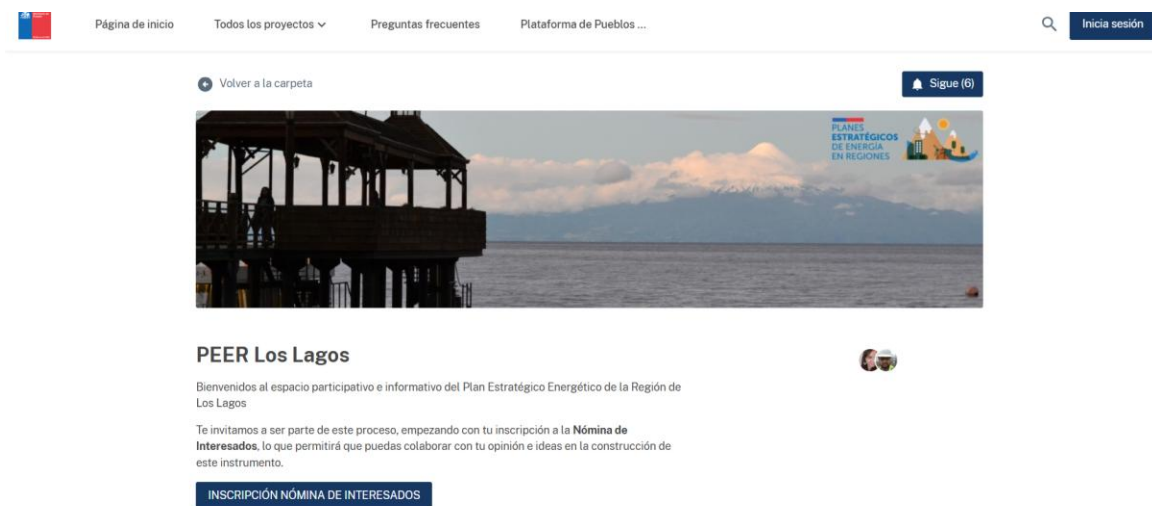 Página de inicio
Todos los proyectos
Preguntas frecuentes
Plataforma de Pueblos ...
Inicia sesión
Volver a la carpeta
Sigue (6)
PLANES
ESTRATÉGICOS
DE ENERGÍA
EN REGIONES
PEER Los Lagos
Bienvenidos al espacio participativo e informativo del Plan Estratégico Energético de la Región de
Los Lagos
Te invitamos a ser parte de este proceso, empezando con tu inscripción a la Nómina de
Interesados, lo que permitirá que puedas colaborar con tu opinión e ideas en la construcción de
este instrumento.
INSCRIPCIÓN NÓMINA DE INTERESADOS